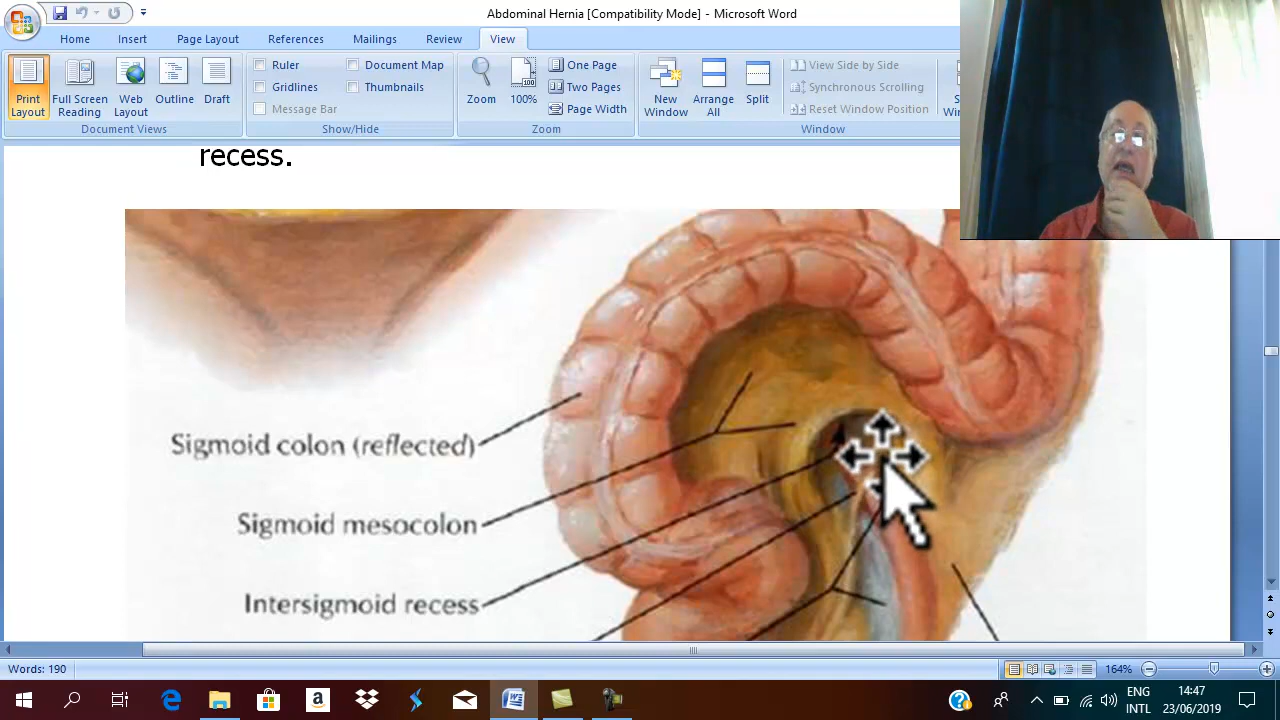 Abdominal Hernia [Compatibility Mode] - Microsoft Word
Home Insert Page Layout References Mailings Review View
Print Layout
Full Screen Reading
Web Layout
Outline
Draft
Document Views
Ruler
Gridlines
Message Bar
Document Map
Thumbnails
Show/Hide
Zoom
100%
One Page
Two Pages
Page Width
Zoom
New Window
Arrange All
Split
View Side by Side
Synchronous Scrolling
Reset Window Position
Window
recess.
Sigmoid colon (reflected)
Sigmoid mesocolon
Intersigmoid recess
Words: 190
164%
ENG
INTL
14:47
23/06/2019